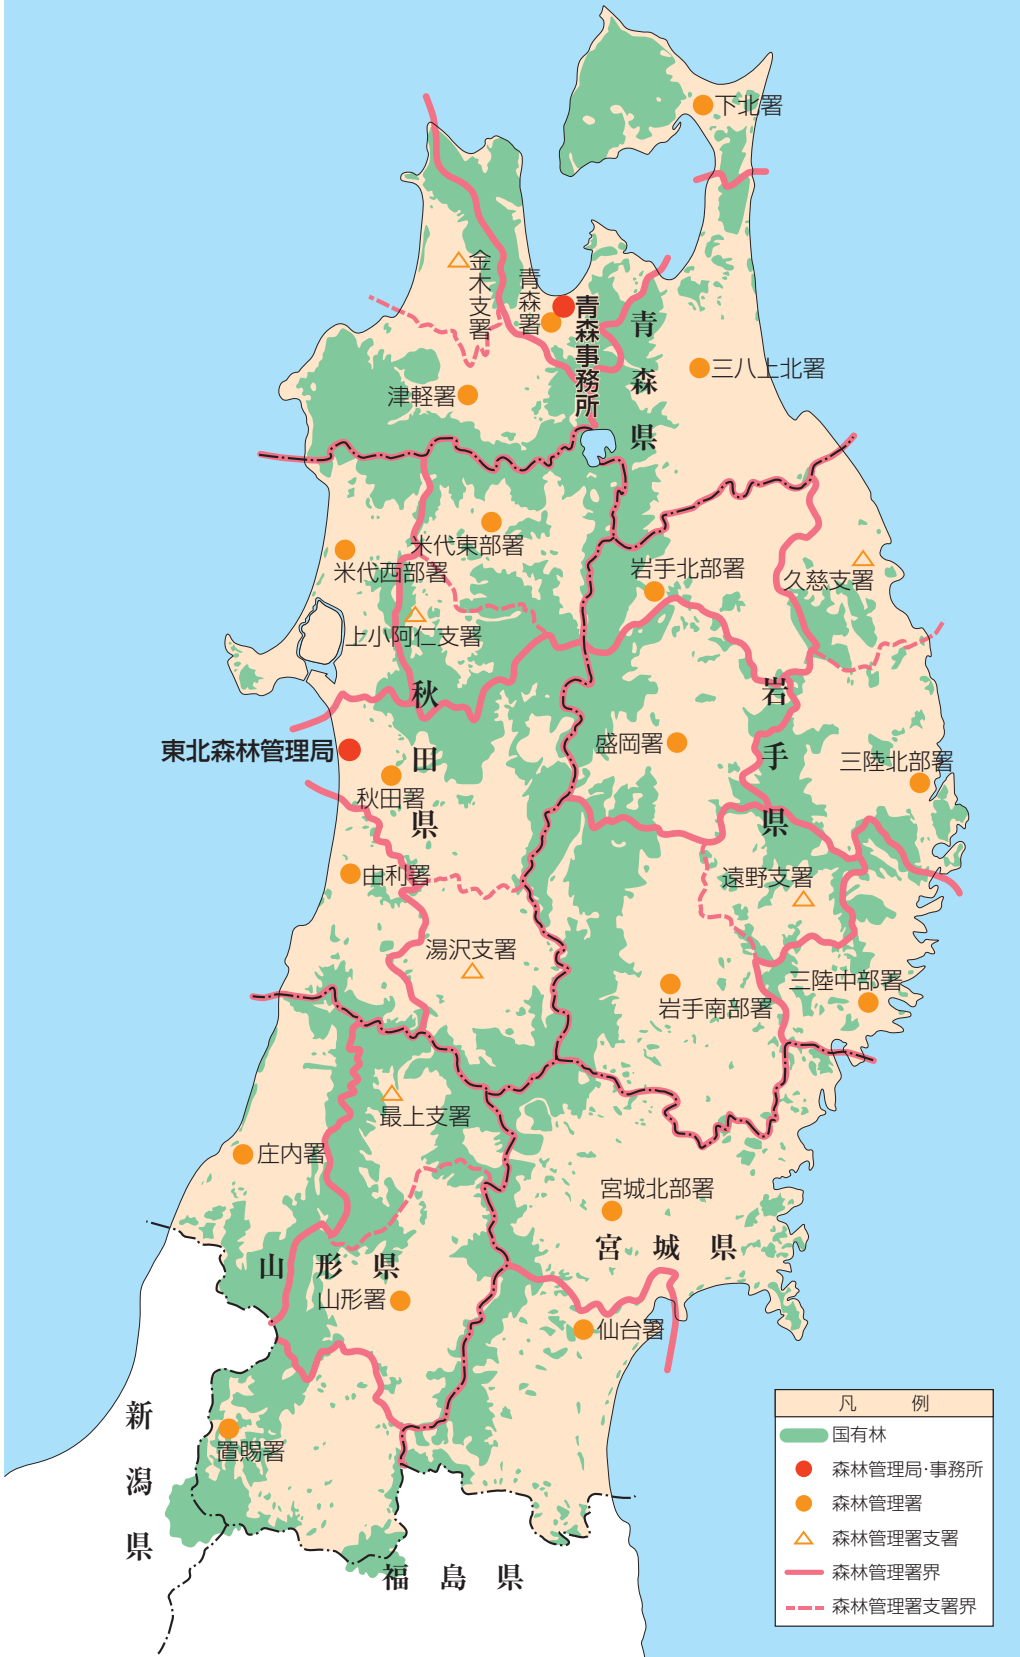 下北署
金木支署
青森署
青森事務所
青森県
三八上北署
津軽署
米代東部署
米代西部署
岩手北部署
久慈支署
上小阿仁支署
秋田県
岩手県
東北森林管理局
盛岡署
三陸北部署
秋田署
由利署
遠野支署
湯沢支署
三陸中部署
岩手南部署
最上支署
庄内署
宮城北部署
宮城県
山形県
山形署
仙台署
置賜署
新潟県
福島県
凡例
国有林
森林管理局・事務所
森林管理署
森林管理署支署
森林管理署界
森林管理署支署界